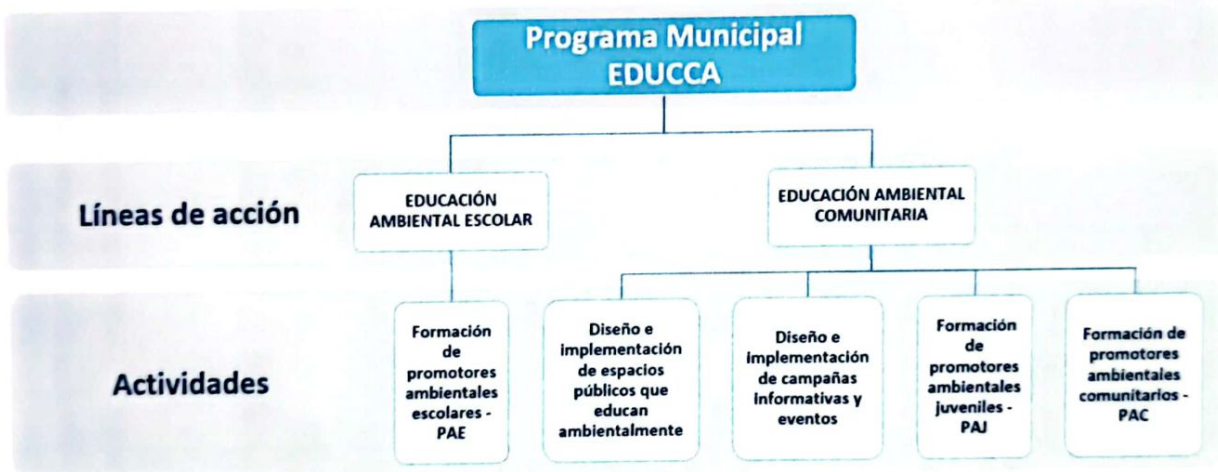 Programa Municipal
EDUCCA
Líneas de acción
EDUCACIÓN
AMBIENTAL ESCOLAR
EDUCACIÓN AMBIENTAL
COMUNITARIA
Actividades
Formación
de
promotores
ambientales
escolares -
PAE
Diseño e
implementación
de espacios
públicos que
educan
ambientalmente
Diseño e
implementación
de campañas
informativas y
eventos
Formación
de
promotores
ambientales
juveniles -
PAJ
Formación de
promotores
ambientales
comunitarios -
PAC